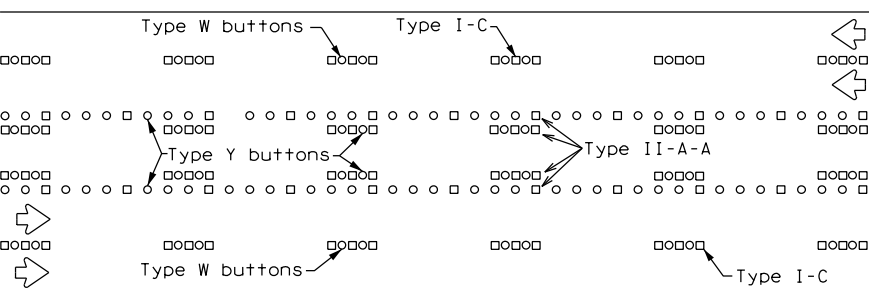 Type W buttons
Type I-C
Type Y buttons
Type II-A-A
Type W buttons
Type I-C